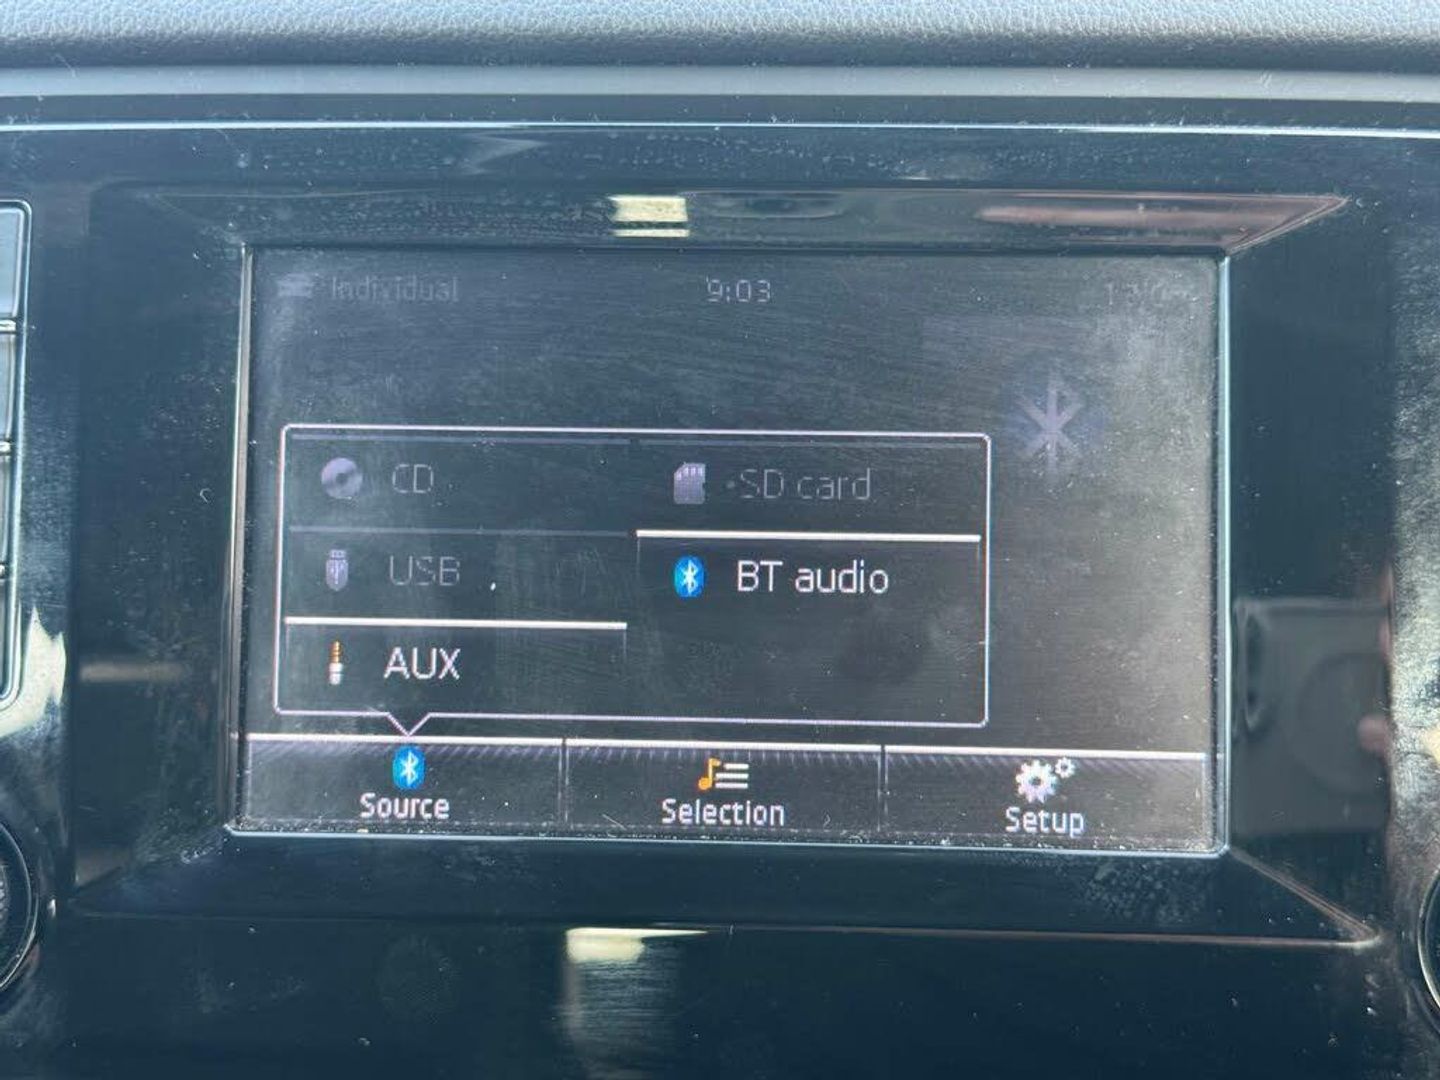 Individual
9:03
CD
SD card
USB
BT audio
AUX
Source
Selection
Setup